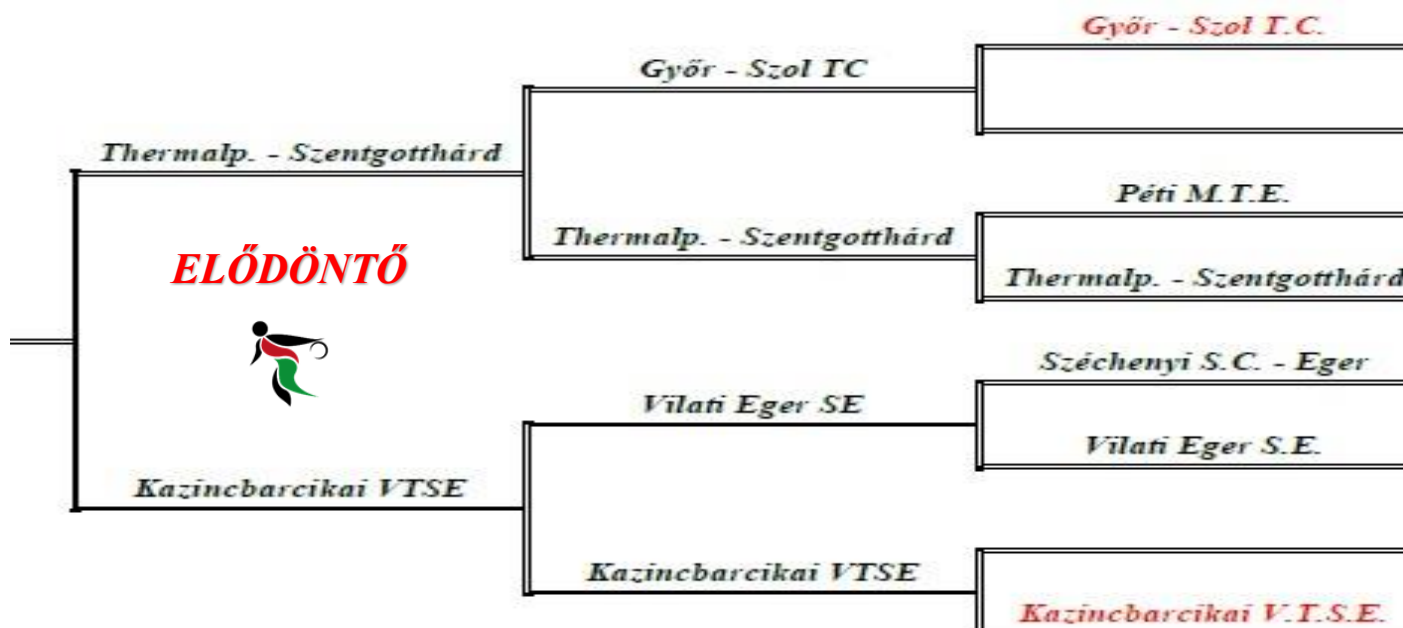 Győr - Szol T.C.
Győr - Szol TC
Thermalp. - Szentgotthárd
Péti M.T.E.
Thermalp. - Szentgotthárd
ELŐDÖNTŐ
Thermalp. - Szentgotthárd
Széchenyi S.C. - Eger
Vilati Eger SE
Vilati Eger S.E.
Kazincbarcikai VTSE
Kazincbarcikai VTSE
Kazincbarcikai V.T.S.E.